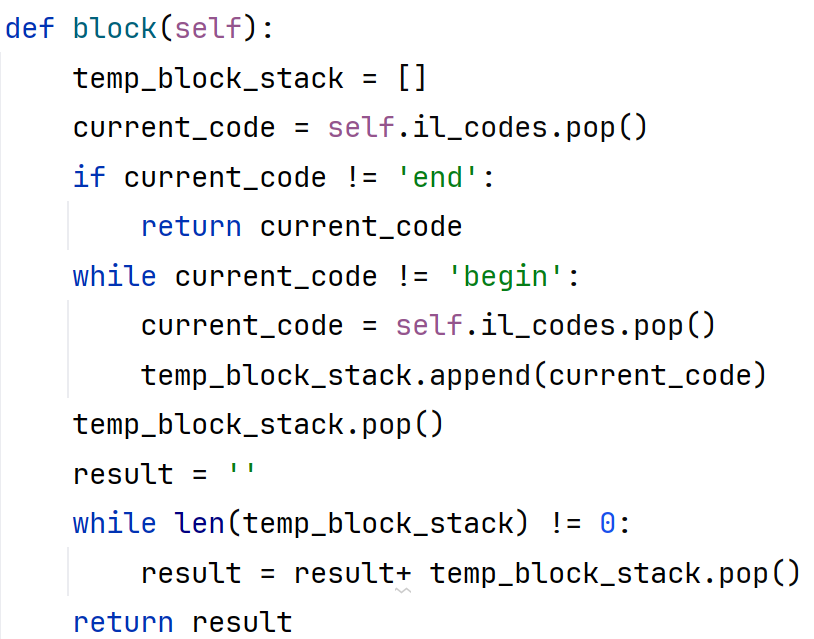 def block(self):
    temp_block_stack = []
    current_code = self.il_codes.pop()
    if current_code != 'end':
        return current_code
    while current_code != 'begin':
        current_code = self.il_codes.pop()
        temp_block_stack.append(current_code)
    temp_block_stack.pop()
    result = ''
    while len(temp_block_stack) != 0:
        result = result+ temp_block_stack.pop()
    return result